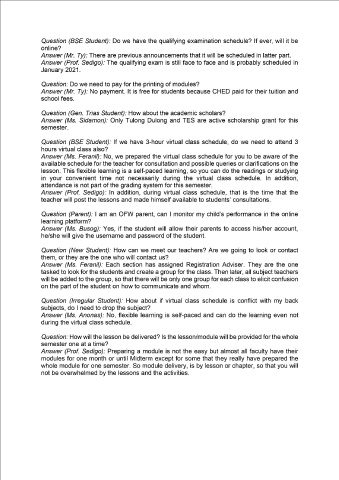 Question (BSE Student): Do we have the qualifying examination schedule? If ever, will it be
online?
Answer (Mr. Ty): There are previous announcements that it will be scheduled in latter part.
Answer (Prof. Sedigo): The qualifying exam is still face to face and is probably scheduled in
January 2021.
Question: Do we need to pay for the printing of modules?
Answer (Mr. Ty): No payment. It is free for students because CHED paid for their tuition and
school fees.
Question (Gen. Trias Student): How about the academic scholars?
Answer (Ms. Sidamon): Only Tulong Dulong and TES are active scholarship grant for this
semester.
Question (BSE Student): If we have 3-hour virtual class schedule, do we need to attend 3
hours virtual class also?
Answer (Ms. Feranil): No, we prepared the virtual class schedule for you to be aware of the
available schedule for the teacher for consultation and possible queries or clarifications on the
lesson. This flexible learning is a self-paced learning, so you can do the readings or studying
in your convenient time not necessarily during the virtual class schedule. In addition,
attendance is not part of the grading system for this semester.
Answer (Prof. Sedigo): In addition, during virtual class schedule, that is the time that the
teacher will post the lessons and made himself available to students' consultations.
Question (Parent): I am an OFW parent, can I monitor my child's performance in the online
learning platform?
Answer (Ms. Busog): Yes, if the student will allow their parents to access his/her account,
he/she will give the username and password of the student.
Question (New Student): How can we meet our teachers? Are we going to look or contact
them, or they are the one who will contact us?
Answer (Ms. Feranil): Each section has assigned Registration Adviser. They are the one
tasked to look for the students and create a group for the class. Then later, all subject teachers
will be added to the group, so that there will be only one group for each class to elicit confusion
on the part of the student on how to communicate and whom.
Question (Irregular Student): How about if virtual class schedule is conflict with my back
subjects, do I need to drop the subject?
Answer (Ms. Anonas): No, flexible learning is self-paced and can do the learning even not
during the virtual class schedule.
Question: How will the lesson be delivered? Is the lesson/module will be provided for the whole
semester one at a time?
Answer (Prof. Sedigo): Preparing a module is not the easy but almost all faculty have their
modules for one month or until Midterm except for some that they really have prepared the
whole module for one semester. So module delivery, is by lesson or chapter, so that you will
not be overwhelmed by the lessons and the activities.